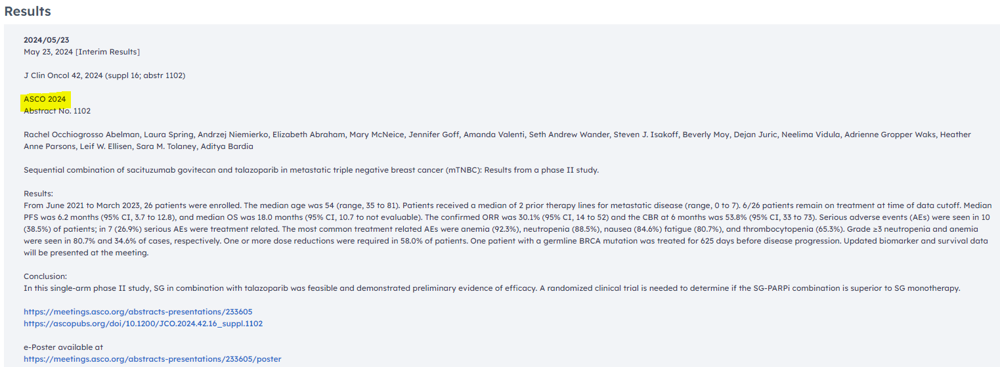 Results
2024/05/23
May 23, 2024 [Interim Results]
J Clin Oncol 42, 2024 (suppl 16; abstr 1102)
ASCO 2024
Abstract No. 1102
Rachel Occhiogrosso Abelman, Laura Spring, Andrzej Niemierko, Elizabeth Abraham, Mary McNeice, Jennifer Goff, Amanda Valenti, Seth Andrew Wander, Steven J. Isakoff, Beverly Moy, Dejan Juric, Neelima Vidula, Adrienne Gropper Waks, Heather
Anne Parsons, Leif W. Ellisen, Sara M. Tolaney, Aditya Bardia
Sequential combination of sacituzumab govitecan and talazoparib in metastatic triple negative breast cancer (mTNBC): Results from a phase II study.
Results:
From June 2021 to March 2023, 26 patients were enrolled. The median age was 54 (range, 35 to 81). Patients received a median of 2 prior therapy lines for metastatic disease (range, 0 to 7). 6/26 patients remain on treatment at time of data cutoff. Median
PFS was 6.2 months (95% CI, 3.7 to 12.8), and median OS was 18.0 months (95% CI, 10.7 to not evaluable). The confirmed ORR was 30.1% (95% CI, 14 to 52) and the CBR at 6 months was 53.8% (95% CI, 33 to 73). Serious adverse events (AEs) were seen in 10
(38.5%) of patients; in 7 (26.9%) serious AEs were treatment related. The most common treatment related AEs were anemia (92.3%), neutropenia (88.5%), nausea (84.6%) fatigue (80.7%), and thrombocytopenia (65.3%). Grade ≥3 neutropenia and anemia
were seen in 80.7% and 34.6% of cases, respectively. One or more dose reductions were required in 58.0% of patients. One patient with a germline BRCA mutation was treated for 625 days before disease progression. Updated biomarker and survival data
will be presented at the meeting.
Conclusion:
In this single-arm phase II study, SG in combination with talazoparib was feasible and demonstrated preliminary evidence of efficacy. A randomized clinical trial is needed to determine if the SG-PARPi combination is superior to SG monotherapy.
https://meetings.asco.org/abstracts-presentations/233605
https://ascopubs.org/doi/10.1200/JCO.2024.42.16_suppl.1102
e-Poster available at
https://meetings.asco.org/abstracts-presentations/233605/poster